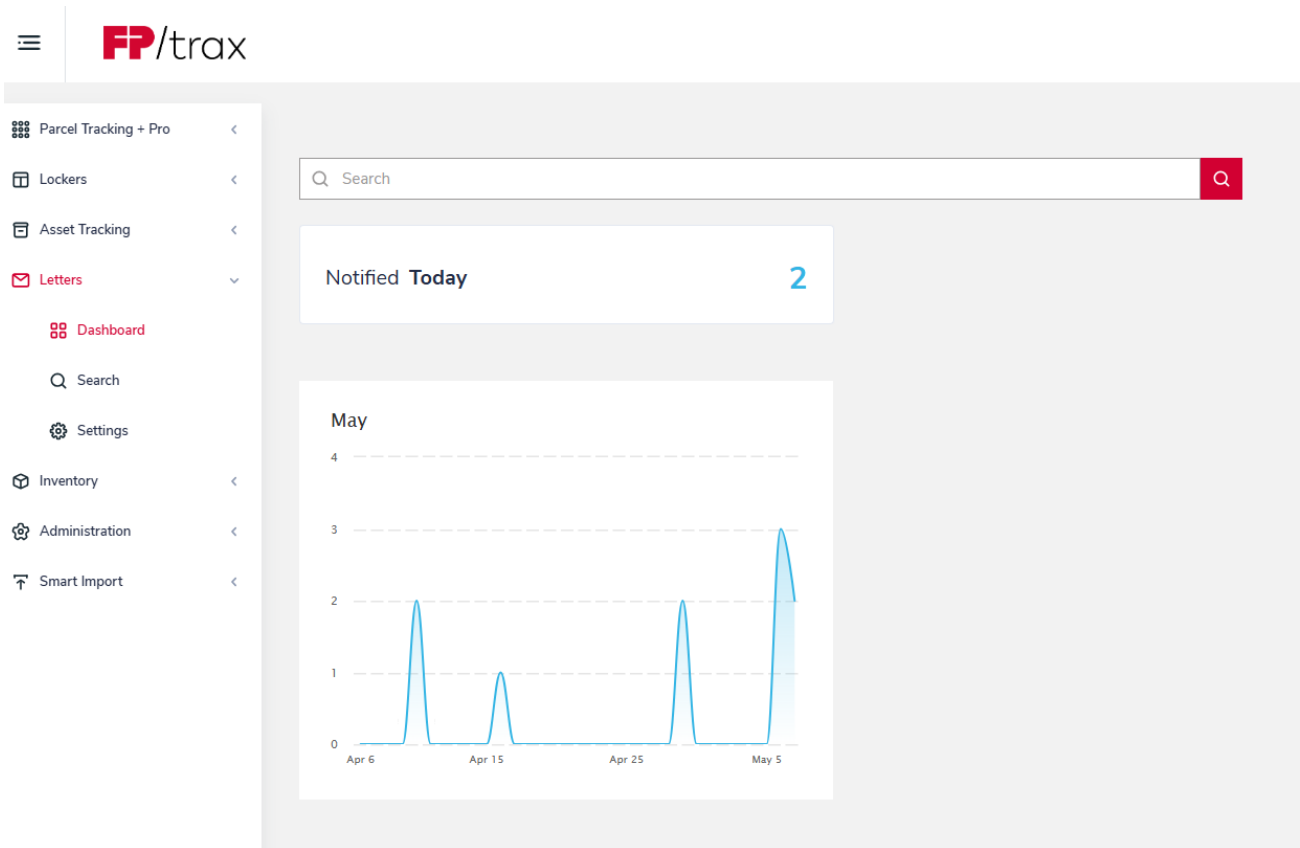 FP/trax
Parcel Tracking + Pro
Lockers
Asset Tracking
Letters
Dashboard
Search
Settings
Inventory
Administration
Smart Import
Search
Notified Today 2
May
4
3
2
1
0
Apr 6 Apr 15 Apr 25 May 5